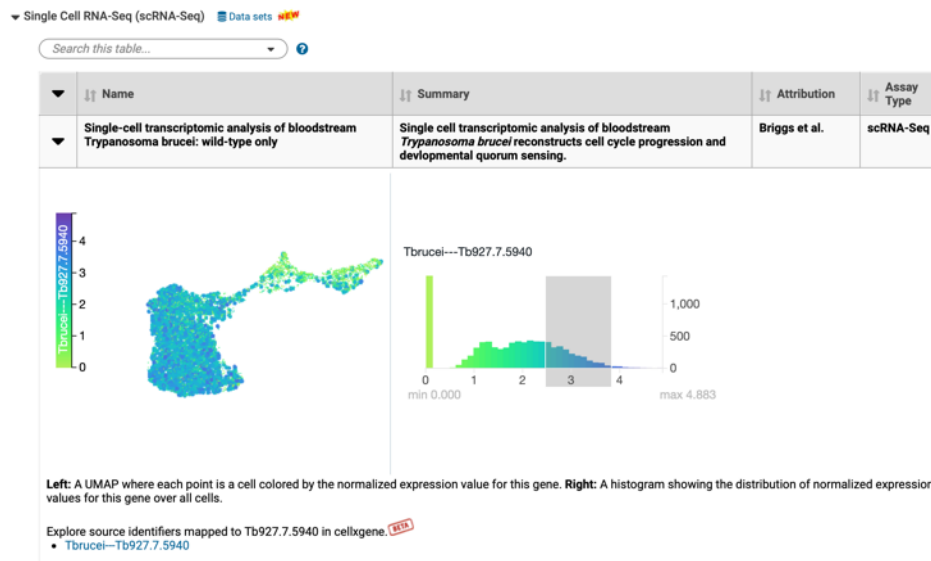 Single Cell RNA-Seq (scRNA-Seq) Data sets NEW
Search this table...
Name Summary Attribution Assay Type
Single-cell transcriptomic analysis of bloodstream
Trypanosoma brucei: wild-type only
Single cell transcriptomic analysis of bloodstream
Trypanosoma brucei reconstructs cell cycle progression and
devlopmental quorum sensing.
Briggs et al.
scRNA-Seq
Tbrucei---Tb927.7.5940
4
3
2
1
0
Tbrucei---Tb927.7.5940
1,000
500
0
0 1 2 3 4
min 0.000 max 4.883
Left: A UMAP where each point is a cell colored by the normalized expression value for this gene. Right: A histogram showing the distribution of normalized expression
values for this gene over all cells.
Explore source identifiers mapped to Tb927.7.5940 in cellxgene. BETA
• Tbrucei---Tb927.7.5940